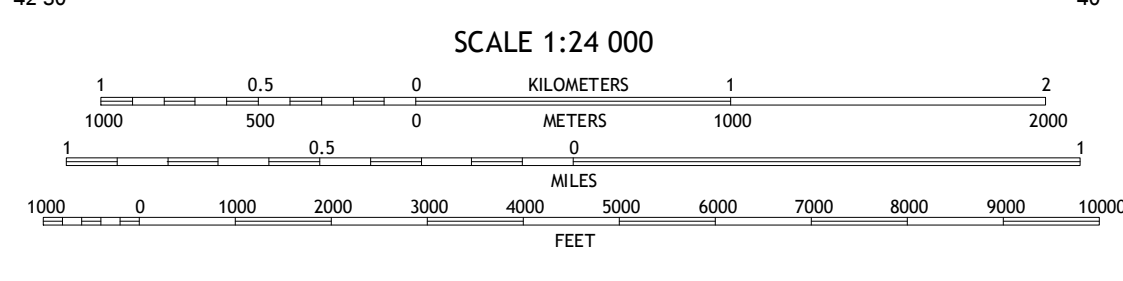 42'30" 40'
SCALE 1:24 000
1 0.5 0 KILOMETERS 1 2
1000 500 0 METERS 1000 2000
1 0.5 0 1
MILES
1000 0 1000 2000 3000 4000 5000 6000 7000 8000 9000 10000
FEET